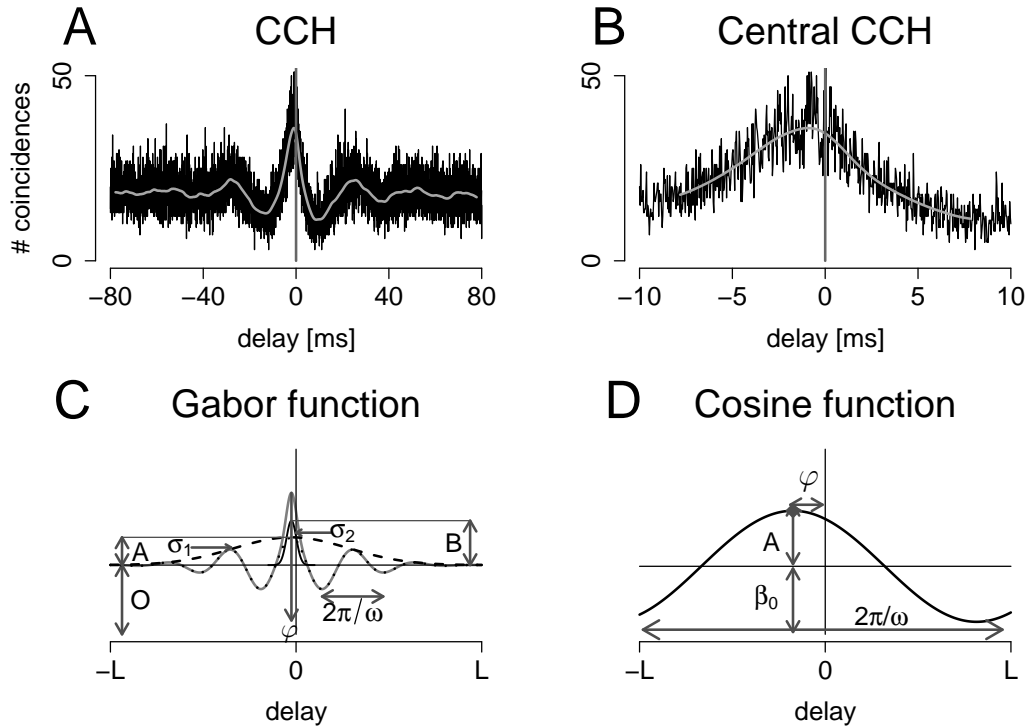 A CCH
B Central CCH
# coincidences
50
0
−80 −40 0 40 80
delay [ms]
50
0
−10 −5 0 5 10
delay [ms]
C Gabor function
D Cosine function
A
σ1
σ2
B
O
φ
2π/ω
−L 0 L
delay
φ
A
β0
2π/ω
−L 0 L
delay